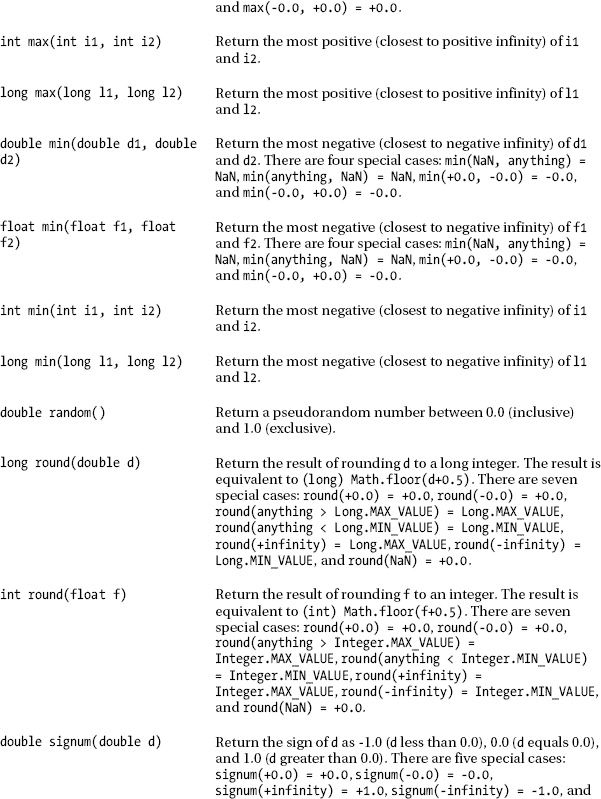 and max(-0.0, +0.0) = +0.0.
int max(int i1, int i2)
Return the most positive (closest to positive infinity) of i1
and i2.
long max(long l1, long l2)
Return the most positive (closest to positive infinity) of l1
and l2.
double min(double d1, double
d2)
Return the most negative (closest to negative infinity) of d1
and d2. There are four special cases: min(NaN, anything) =
NaN, min(anything, NaN) = NaN, min(+0.0, -0.0) = -0.0,
and min(-0.0, +0.0) = -0.0.
float min(float f1, float
f2)
Return the most negative (closest to negative infinity) of f1
and f2. There are four special cases: min(NaN, anything) =
NaN, min(anything, NaN) = NaN, min(+0.0, -0.0) = -0.0,
and min(-0.0, +0.0) = -0.0.
int min(int i1, int i2)
Return the most negative (closest to negative infinity) of i1
and i2.
long min(long l1, long l2)
Return the most negative (closest to negative infinity) of l1
and l2.
double random()
Return a pseudorandom number between 0.0 (inclusive)
and 1.0 (exclusive).
long round(double d)
Return the result of rounding d to a long integer. The result is
equivalent to (long) Math.floor(d+0.5). There are seven
special cases: round(+0.0) = +0.0, round(-0.0) = +0.0,
round(anything > Long.MAX_VALUE) = Long.MAX_VALUE,
round(anything < Long.MIN_VALUE) = Long.MIN_VALUE,
round(+infinity) = Long.MAX_VALUE, round(-infinity) =
Long.MIN_VALUE, and round(NaN) = +0.0.
int round(float f)
Return the result of rounding f to an integer. The result is
equivalent to (int) Math.floor(f+0.5). There are seven
special cases: round(+0.0) = +0.0, round(-0.0) = +0.0,
round(anything > Integer.MAX_VALUE) =
Integer.MAX_VALUE, round(anything < Integer.MIN_VALUE)
= Integer.MIN_VALUE, round(+infinity) =
Integer.MAX_VALUE, round(-infinity) = Integer.MIN_VALUE,
and round(NaN) = +0.0.
double signum(double d)
Return the sign of d as -1.0 (d less than 0.0), 0.0 (d equals 0.0),
and 1.0 (d greater than 0.0). There are five special cases:
signum(+0.0) = +0.0, signum(-0.0) = -0.0,
signum(+infinity) = +1.0, signum(-infinity) = -1.0, and